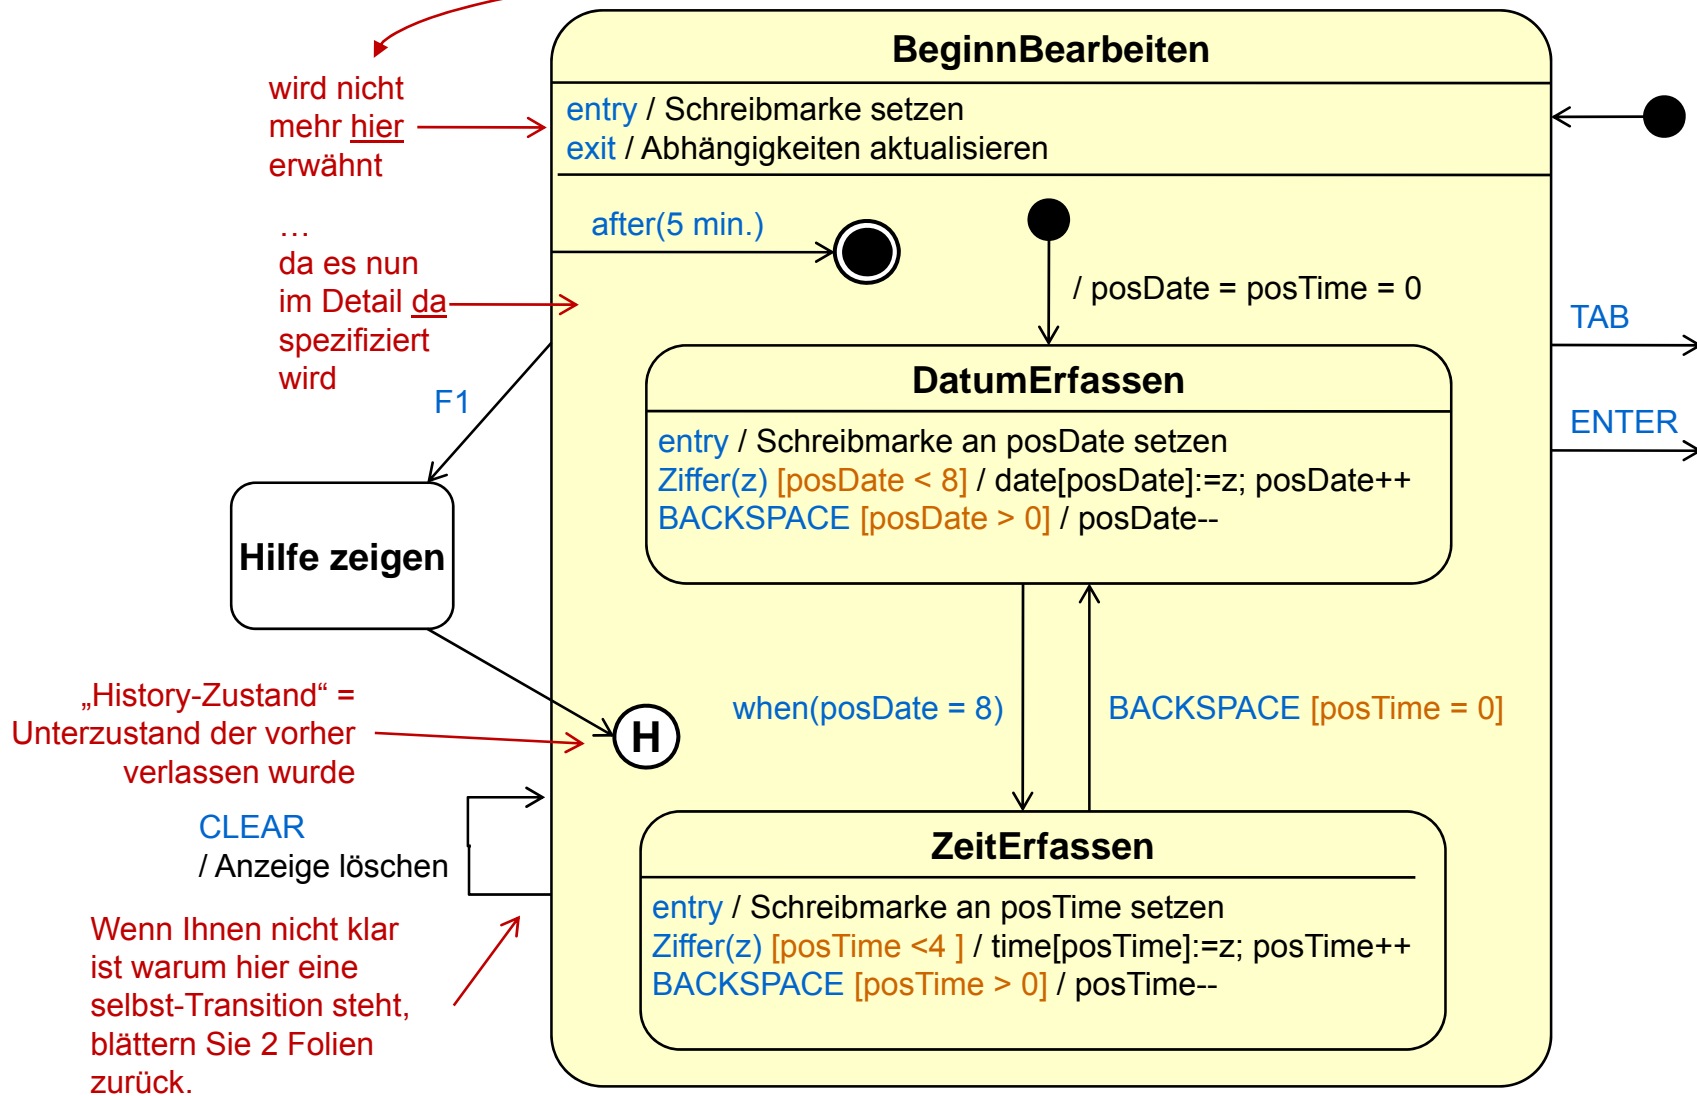 BeginnBearbeiten
entry / Schreibmarke setzen
exit / Abhängigkeiten aktualisieren
wird nicht
mehr hier
erwähnt
…
da es nun
im Detail da
spezifiziert
wird
after(5 min.)
/ posDate = posTime = 0
TAB
ENTER
F1
DatumErfassen
entry / Schreibmarke an posDate setzen
Ziffer(z) [posDate < 8] / date[posDate]:=z; posDate++
BACKSPACE [posDate > 0] / posDate--
Hilfe zeigen
„History-Zustand“ =
Unterzustand der vorher
verlassen wurde
H
when(posDate = 8)
BACKSPACE [posTime = 0]
CLEAR
/ Anzeige löschen
ZeitErfassen
entry / Schreibmarke an posTime setzen
Ziffer(z) [posTime <4 ] / time[posTime]:=z; posTime++
BACKSPACE [posTime > 0] / posTime--
Wenn Ihnen nicht klar
ist warum hier eine
selbst-Transition steht,
blättern Sie 2 Folien
zurück.